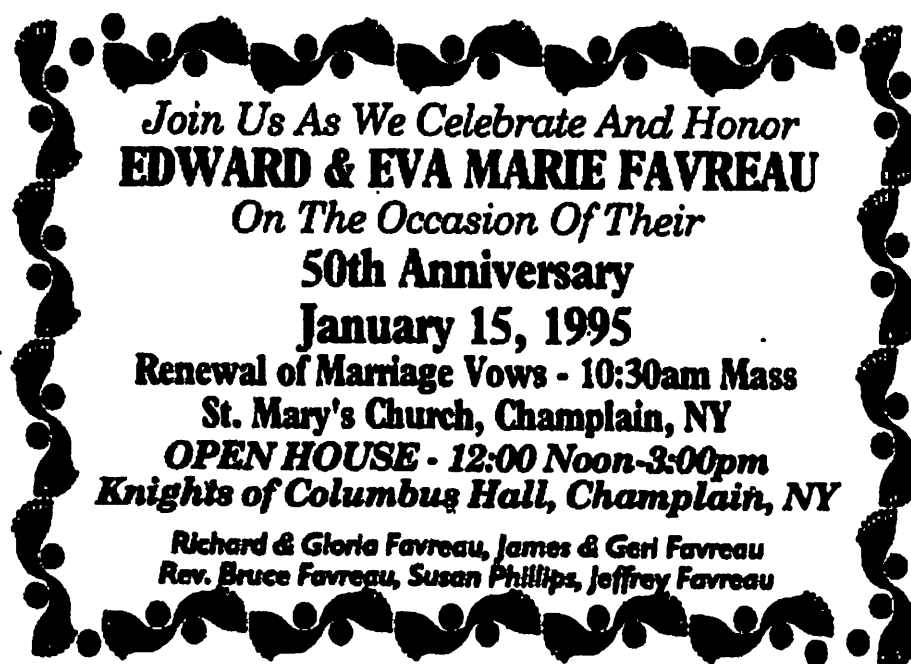 Join Us As We Celebrate And Honor
EDWARD & EVA MARIE FAVREAU
On The Occasion Of Their
50th Anniversary
January 15, 1995
Renewal of Marriage Vows - 10:30am Mass
St. Mary's Church, Champlain, NY
OPEN HOUSE - 12:00 Noon-3:00pm
Knights of Columbus Hall, Champlain, NY
Richard & Gloria Favreau, James & Geri Favreau
Rev. Bruce Favreau, Susan Phillips, Jeffrey Favreau